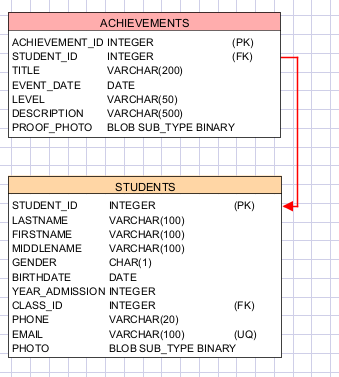 ACHIEVEMENTS
ACHIEVEMENT_ID INTEGER (PK)
STUDENT_ID INTEGER (FK)
TITLE VARCHAR(200)
EVENT_DATE DATE
LEVEL VARCHAR(50)
DESCRIPTION VARCHAR(500)
PROOF_PHOTO BLOB SUB_TYPE BINARY
STUDENTS
STUDENT_ID INTEGER (PK)
LASTNAME VARCHAR(100)
FIRSTNAME VARCHAR(100)
MIDDLENAME VARCHAR(100)
GENDER CHAR(1)
BIRTHDATE DATE
YEAR_ADMISSION INTEGER
CLASS_ID INTEGER (FK)
PHONE VARCHAR(20)
EMAIL VARCHAR(100) (UQ)
PHOTO BLOB SUB_TYPE BINARY